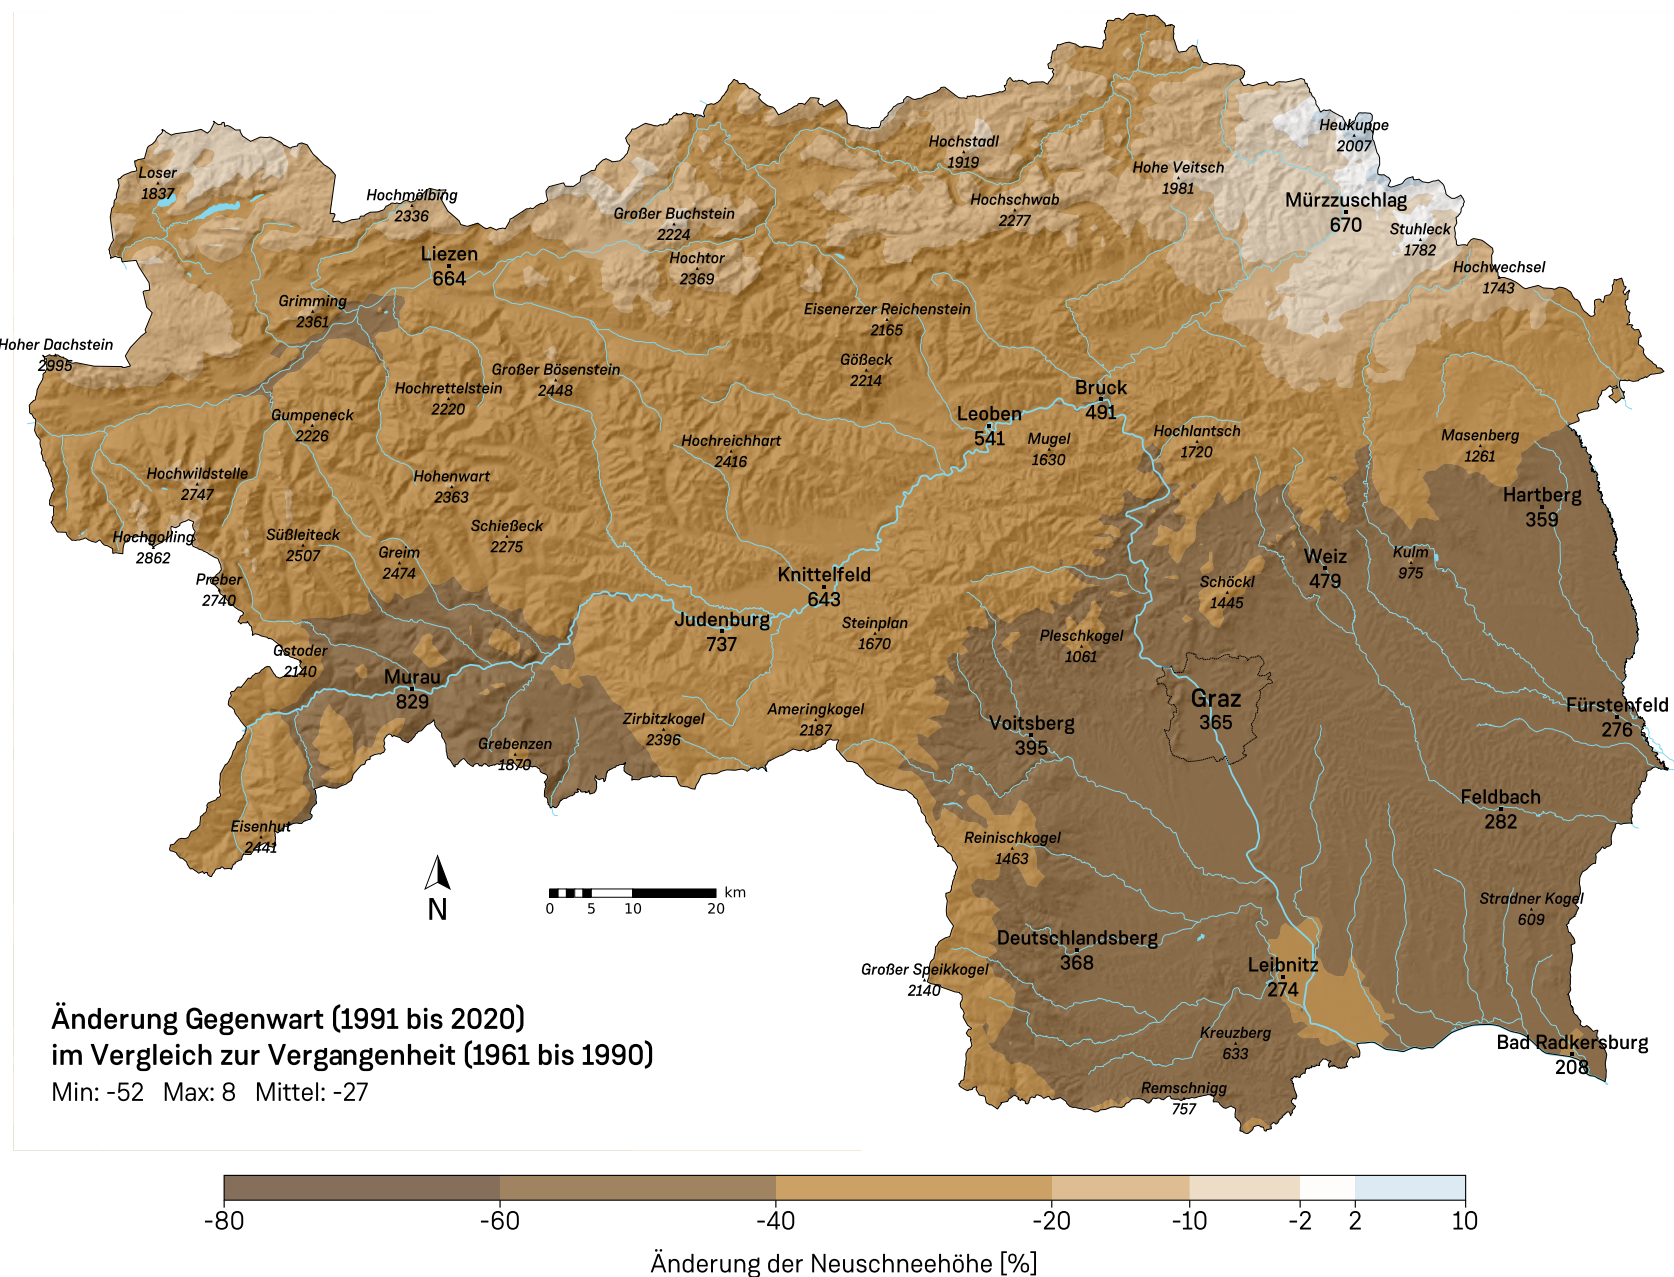 Heukuppe
2007
Hochstadl
1919
Hohe Veitsch
1981
Loser
1837
Hochmölbing
2336
Mürzzuschlag
670
Hochschwab
2277
Großer Buchstein
2224
Stuhleck
1782
Liezen
664
Hochtor
2369
Hochwechsel
1743
Grimming
2361
Eisenerzer Reichenstein
2165
Hoher Dachstein
2995
Gößeck
2214
Großer Bösenstein
2448
Hochrettelstein
2220
Bruck
491
Gumpeneck
2226
Leoben
541
Hochreichhart
2416
Mugel
1630
Hochlantsch
1720
Masenberg
1261
Hochwildstelle
2747
Hohenwart
2363
Hartberg
359
Hochgolling
2862
Süßleiteck
2507
Schießeck
2275
Greim
2474
Weiz
479
Kulm
975
Preber
2740
Knittelfeld
643
Schöckl
1445
Judenburg
737
Steinplan
1670
Pleschkogel
1061
Gstoder
2140
Murau
829
Graz
365
Fürstenfeld
276
Zirbitzkogel
2396
Ameringkogel
2187
Voitsberg
395
Grebenzen
1870
Feldbach
282
Eisenhut
2441
Reinischkogel
1463
N
km
0 5 10 20
Stradner Kogel
609
Deutschlandsberg
368
Großer Speikkogel
2140
Leibnitz
274
Kreuzberg
633
Bad Radkersburg
208
Remschnigg
757
Änderung Gegenwart (1991 bis 2020)
im Vergleich zur Vergangenheit (1961 bis 1990)
Min: -52 Max: 8 Mittel: -27
-80 -60 -40 -20 -10 -2 2 10
Änderung der Neuschneehöhe [%]